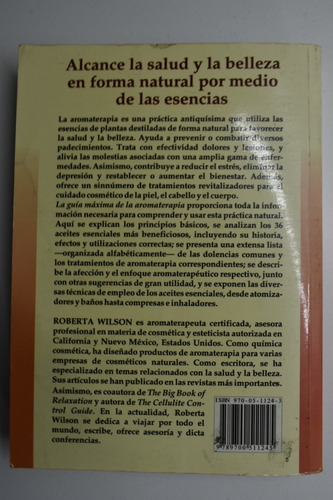 Alcance la salud y la belleza
en forma natural por medio
de las esencias
La aromaterapia es una práctica antiquísima que utiliza las
esencias de plantas destiladas de forma natural para favorecer
la salud y la belleza. Ayuda a prevenir o combatir diversos
padecimientos. Trata con efectividad dolores y lesiones, y
alivia las molestias asociadas con una amplia gama de enfer-
medades. Asimismo, contribuye a reducir el estrés, eliminar
la depresión y restablecer o aumentar el bienestar. Además,
ofrece un sinnúmero de tratamientos revitalizadores para el
cuidado cosmético de la piel, el cabello y el cuerpo.
La guía máxima de la aromaterapia proporciona toda la infor-
mación necesaria para comprender y usar esta práctica natural.
Aquí se explican los principios básicos, se analizan los 36
aceites esenciales más beneficiosos, incluyendo su historia,
efectos y utilizaciones correctas; se presenta una extensa lista
—organizada alfabéticamente— de las dolencias comunes y
los tratamientos de aromaterapia correspondientes; se descri-
be la afección y el enfoque aromaterapéutico respectivo, junto
con otras sugerencias de gran utilidad, y se exponen las diver-
sas técnicas de empleo de los aceites esenciales, desde atomiza-
dores y baños hasta compresas e inhaladores.
ROBERTA WILSON es aromaterapeuta certificada, asesora
profesional en materia de cosmética y esteticista autorizada en
California y Nuevo México, Estados Unidos. Como química
cosmética, ha diseñado productos de aromaterapia para varias
empresas de cosméticos naturales. Como escritora, se ha
especializado en temas relacionados con la salud y la belleza.
Sus artículos se han publicado en las revistas más importantes.
Asimismo, es coautora de The Big Book of
Relaxation y autora de The Cellulite Con-
trol Guide. En la actualidad, Roberta
Wilson se dedica a viajar por todo el
mundo, escribe, ofrece asesoría y dicta
conferencias.
ISBN 970-05-1124-3
9789700511245